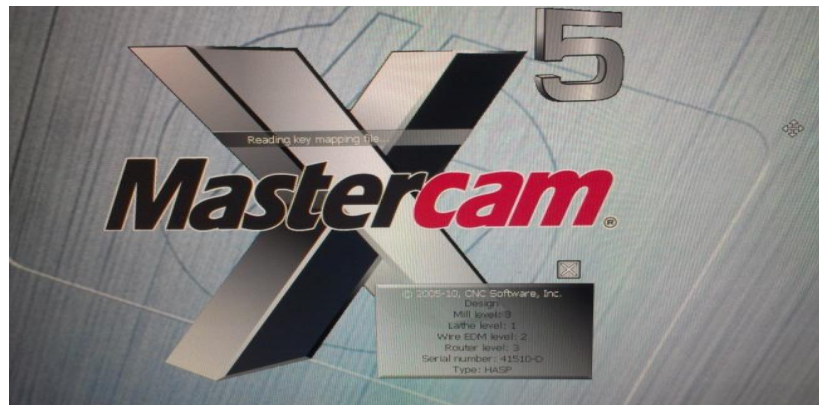 5
X
Reading key mapping file...
Mastercam®
© 2005-10, CNC Software, Inc.
Design
Mill level: 3
Lathe level: 1
Wire EDM level: 2
Router level: 3
Serial number: 41510-D
Type: HASP